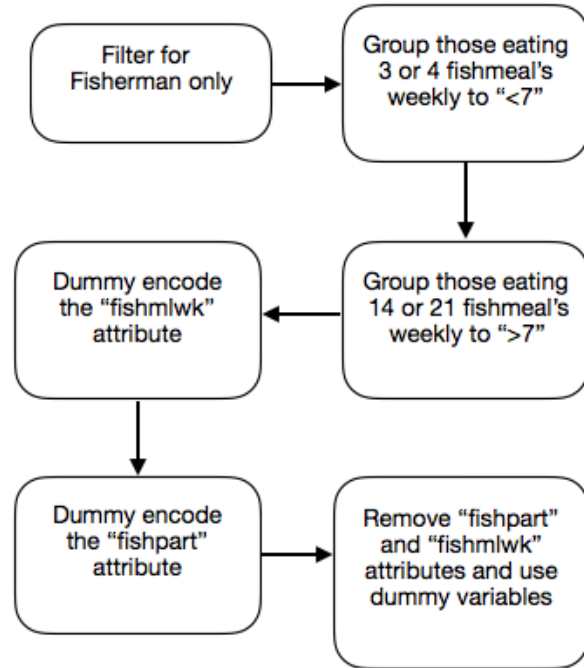 Filter for
Fisherman only
Group those eating
3 or 4 fishmeal's
weekly to “<7”
Group those eating
14 or 21 fishmeal's
weekly to “>7”
Dummy encode
the “fishmlwk”
attribute
Dummy encode
the “fishpart”
attribute
Remove “fishpart”
and “fishmlwk”
attributes and use
dummy variables